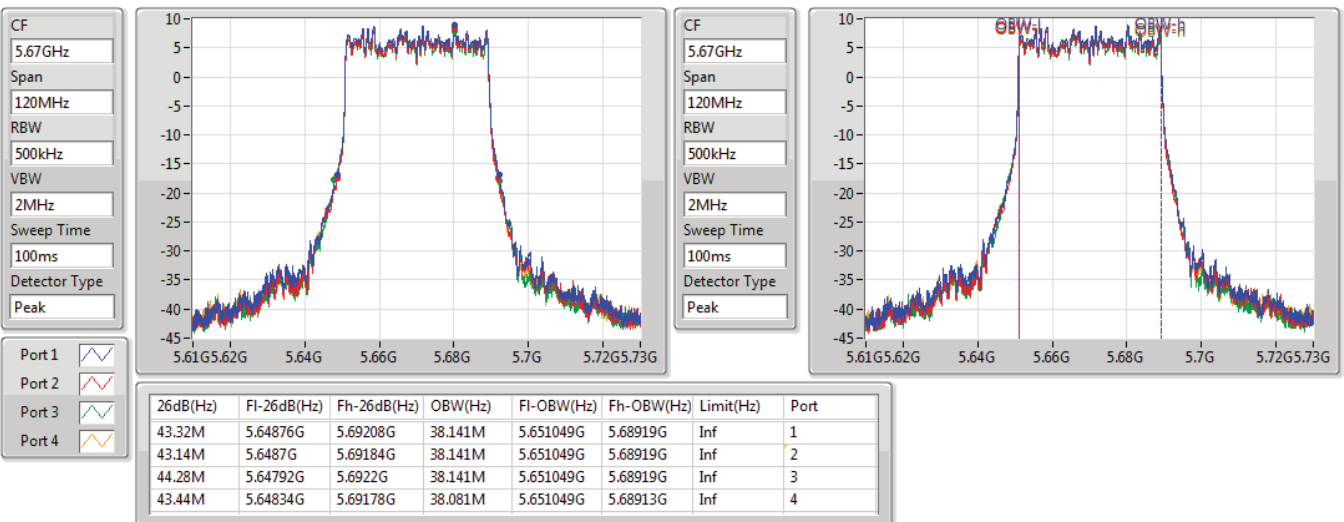 CF
5.67GHz
Span
120MHz
RBW
500kHz
VBW
2MHz
Sweep Time
100ms
Detector Type
Peak
Port 1
Port 2
Port 3
Port 4
10
5
0
-5
-10
-15
-20
-25
-30
-35
-40
-45
5.61G 5.62G 5.64G 5.66G 5.68G 5.7G 5.72G 5.73G
CF
5.67GHz
Span
120MHz
RBW
500kHz
VBW
2MHz
Sweep Time
100ms
Detector Type
Peak
OBW-l OBW-h
10
5
0
-5
-10
-15
-20
-25
-30
-35
-40
-45
5.61G 5.62G 5.64G 5.66G 5.68G 5.7G 5.72G 5.73G
26dB(Hz) Fl-26dB(Hz) Fh-26dB(Hz) OBW(Hz) Fl-OBW(Hz) Fh-OBW(Hz) Limit(Hz) Port
43.32M 5.64876G 5.69208G 38.141M 5.651049G 5.68919G Inf 1
43.14M 5.6487G 5.69184G 38.141M 5.651049G 5.68919G Inf 2
44.28M 5.64792G 5.6922G 38.141M 5.651049G 5.68919G Inf 3
43.44M 5.64834G 5.69178G 38.081M 5.651049G 5.68913G Inf 4